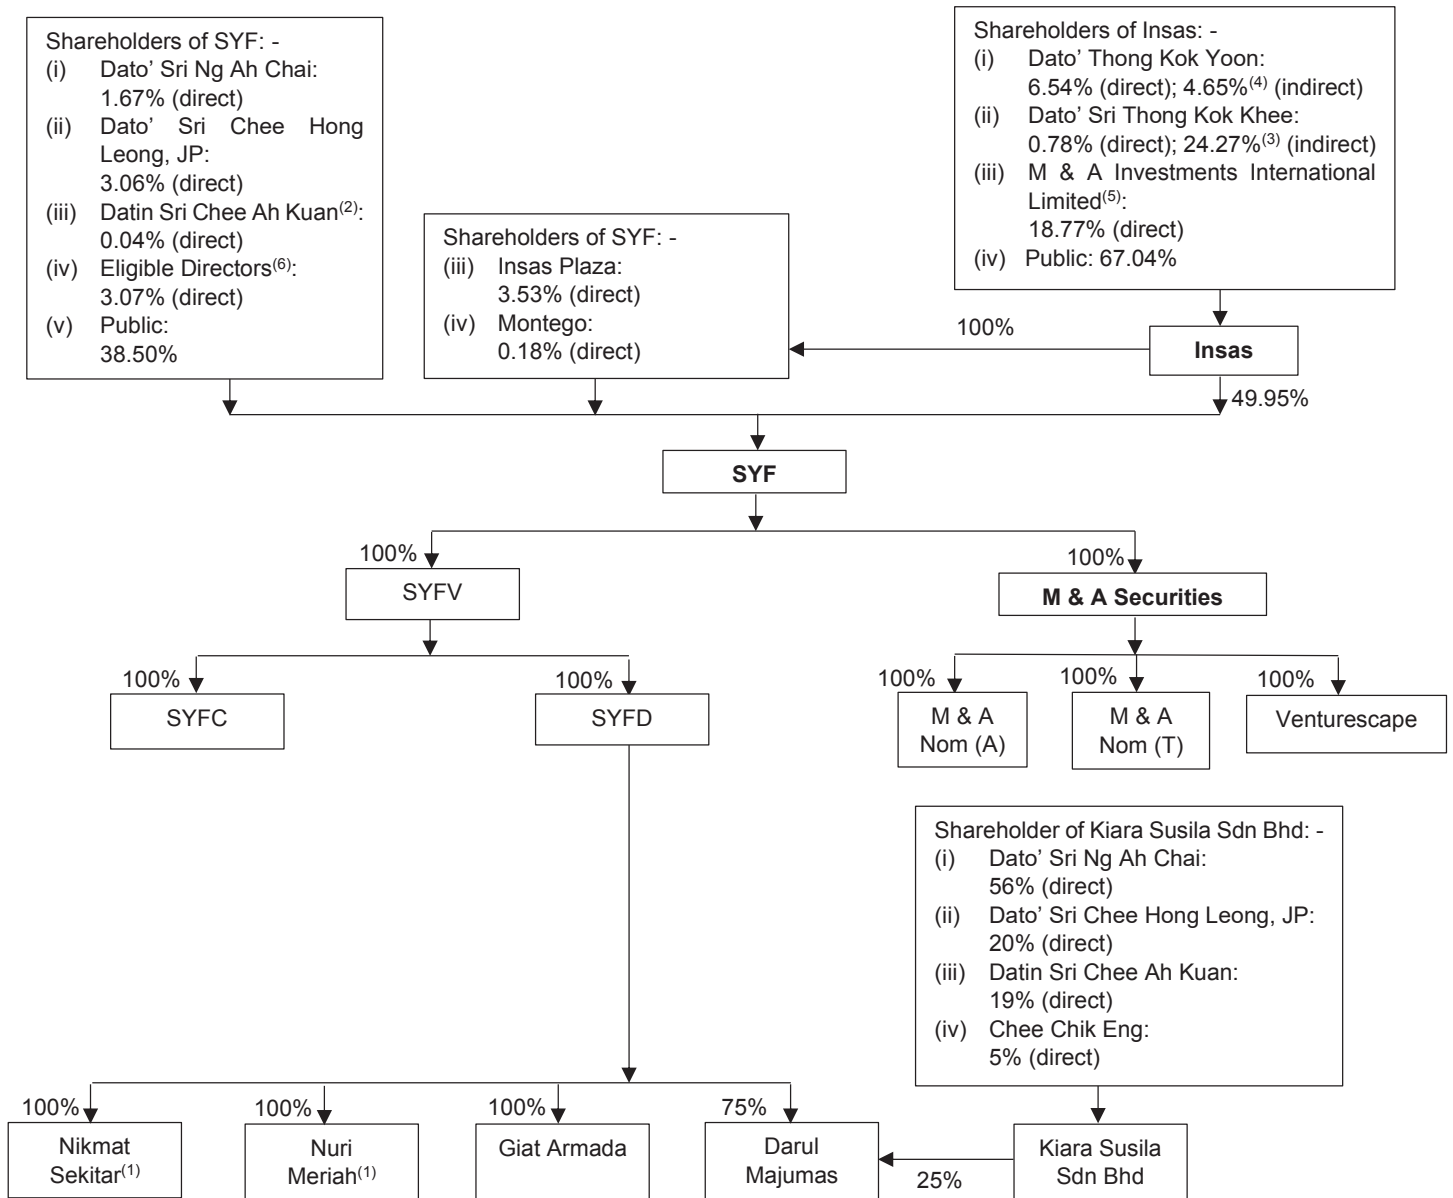 Shareholders of SYF: -
(i) Dato’ Sri Ng Ah Chai:
1.67% (direct)
(ii) Dato’ Sri Chee Hong
Leong, JP:
3.06% (direct)
(iii) Datin Sri Chee Ah Kuan(2):
0.04% (direct)
(iv) Eligible Directors(6):
3.07% (direct)
(v) Public:
38.50%
Shareholders of SYF: -
(iii) Insas Plaza:
3.53% (direct)
(iv) Montego:
0.18% (direct)
Shareholders of Insas: -
(i) Dato’ Thong Kok Yoon:
6.54% (direct); 4.65%(4) (indirect)
(ii) Dato’ Sri Thong Kok Khee:
0.78% (direct); 24.27%(3) (indirect)
(iii) M & A Investments International
Limited(5):
18.77% (direct)
(iv) Public: 67.04%
100%
Insas
49.95%
SYF
100%
SYFV
100%
M & A Securities
100%
SYFC
100%
SYFD
100%
M & A
Nom (A)
100%
M & A
Nom (T)
100%
Venturescape
Shareholder of Kiara Susila Sdn Bhd: -
(i) Dato’ Sri Ng Ah Chai:
56% (direct)
(ii) Dato’ Sri Chee Hong Leong, JP:
20% (direct)
(iii) Datin Sri Chee Ah Kuan:
19% (direct)
(iv) Chee Chik Eng:
5% (direct)
100%
Nikmat
Sekitar(1)
100%
Nuri
Meriah(1)
100%
Giat Armada
75%
Darul
Majumas
25%
Kiara Susila
Sdn Bhd